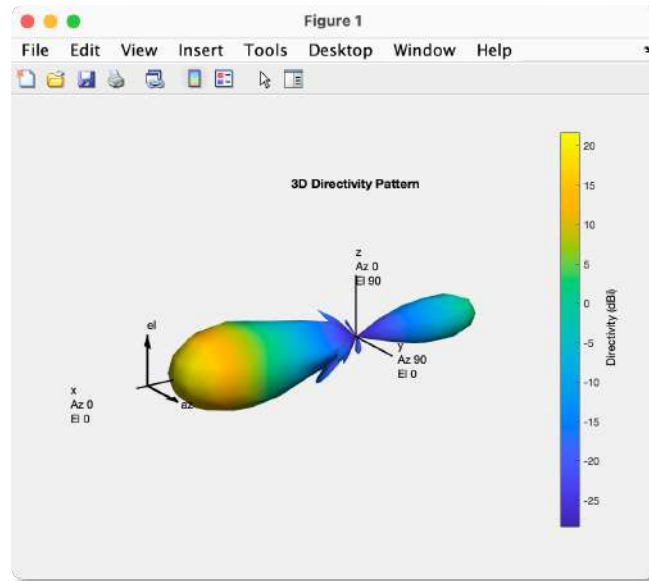 Figure 1
File Edit View Insert Tools Desktop Window Help
3D Directivity Pattern
z
Az 0
El 90
el
x
Az 0
El 0
az
y
Az 90
El 0
20
15
10
5
0
-5
-10
-15
-20
-25
Directivity (dBi)